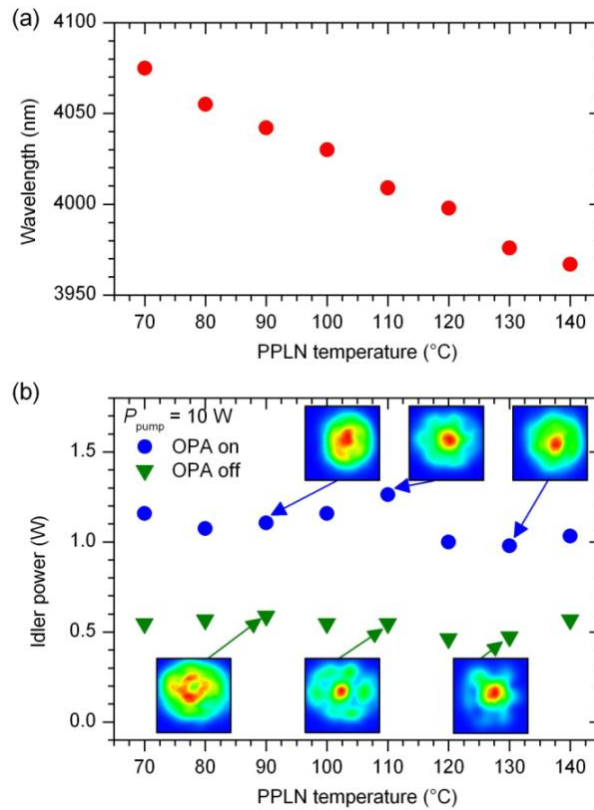 (a)
4100
4050
4000
3950
Wavelength (nm)
70 80 90 100 110 120 130 140
PPLN temperature (°C)
(b)
P pump = 10 W
OPA on
OPA off
1.5
1.0
0.5
0.0
Idler power (W)
70 80 90 100 110 120 130 140
PPLN temperature (°C)